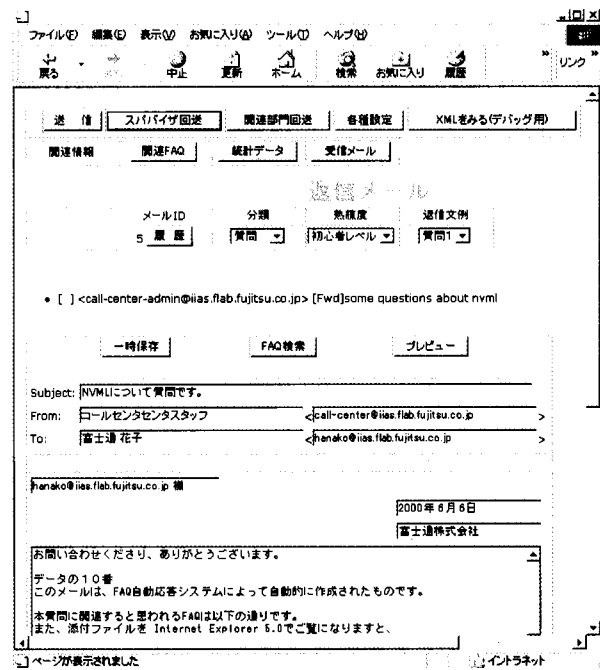 ファイル(F) 編集(E) 表示(V) お気に入り(A) ツール(T) ヘルプ(H)
戻る 中止 更新 ホーム 検索 お気に入り 履歴 » リンク »
送 信 スパバイザ回送 関連部門回送 各種設定 XMLをみる(デバッグ用)
関連情報 関連FAQ 統計データ 受信メール
返信メール
メールID 分類 熟練度 返信文例
5 履 歴 質問 初心者レベル 質問1
• [ ] <call-center-admin@iias.flab.fujitsu.co.jp> [Fwd]some questions about nvml
一時保存 FAQ検索 プレビュー
Subject: NVMLについて質問です。
From: コールセンタセンタスタッフ <call-center@iias.flab.fujitsu.co.jp >
To: 富士通 花子 <hanako@iias.flab.fujitsu.co.jp >
hanako@iias.flab.fujitsu.co.jp 様
2000年6月6日
富士通株式会社
お問い合わせくださり、ありがとうございます。
データの10番
このメールは、FAQ自動応答システムによって自動的に作成されたものです。
本質問に関連すると思われるFAQは以下の通りです。
また、添付ファイルを Internet Explorer 5.0でご覧になりますと、
ページが表示されました イントラネット